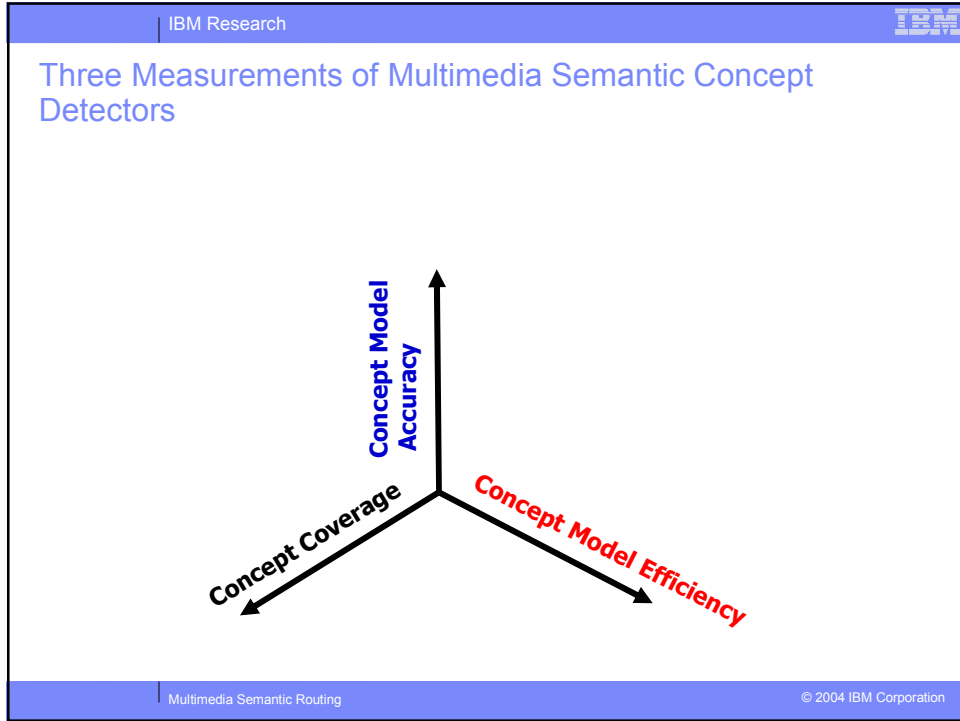 IBM Research
IBM
Three Measurements of Multimedia Semantic Concept
Detectors
Concept Model
Accuracy
Concept Coverage
Concept Model Efficiency
Multimedia Semantic Routing
© 2004 IBM Corporation